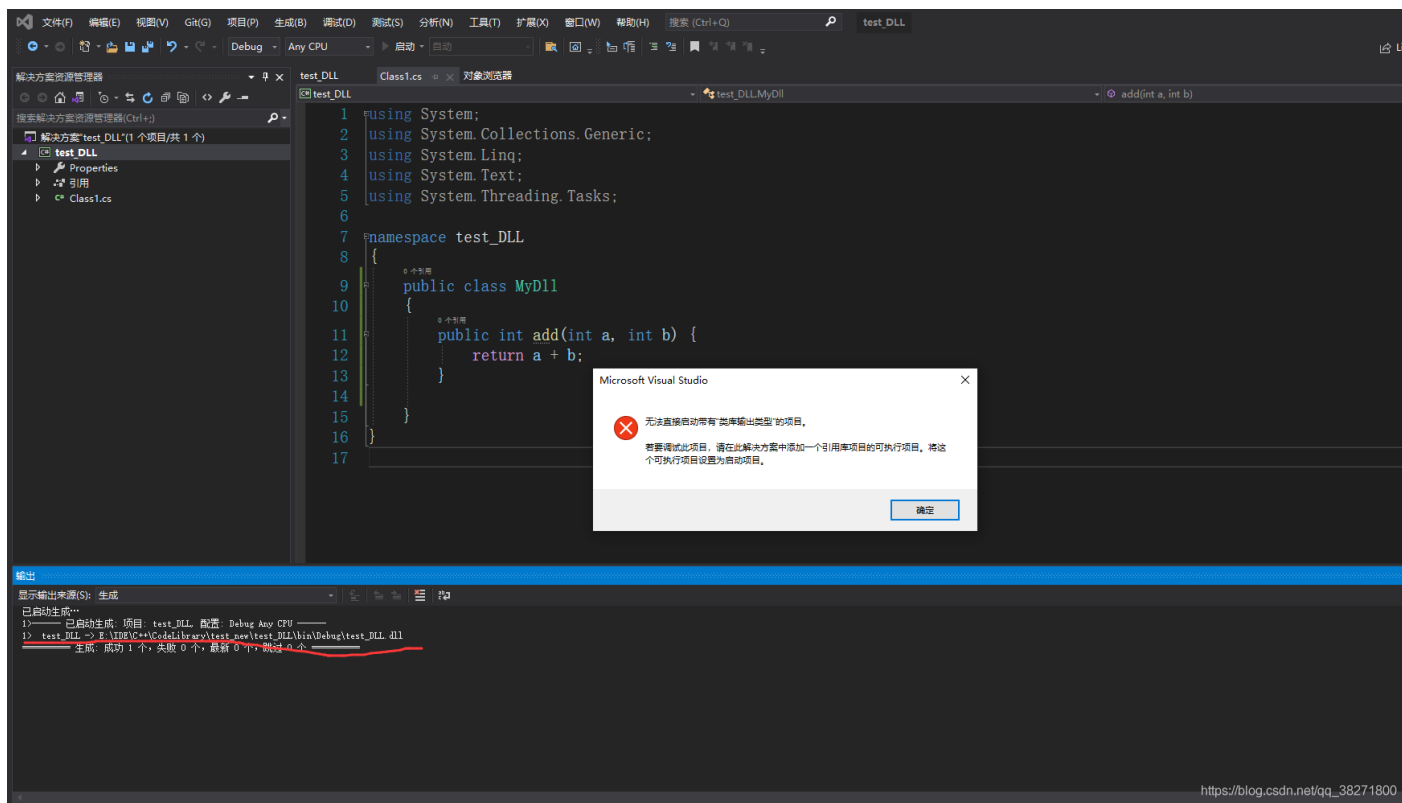 文件(F) 编辑(E) 视图(V) Git(G) 项目(P) 生成(B) 调试(D) 测试(S) 分析(N) 工具(T) 扩展(X) 窗口(W) 帮助(H) 搜索 (Ctrl+Q) test_DLL
Debug Any CPU 启动 自动
解决方案资源管理器
搜索解决方案资源管理器(Ctrl+;)
解决方案"test_DLL"(1 个项目/共 1 个)
test_DLL
Properties
引用
C# Class1.cs
test_DLL Class1.cs 对象浏览器
C# test_DLL test_DLL.MyDll add(int a, int b)
1 using System;
2 using System.Collections.Generic;
3 using System.Linq;
4 using System.Text;
5 using System.Threading.Tasks;
6
7 namespace test_DLL
8 {
0 个引用
9 public class MyDll
10 {
0 个引用
11 public int add(int a, int b) {
12 return a + b;
13 }
14
15 }
16 }
17
Microsoft Visual Studio
无法直接启动带有"类库输出类型"的项目。
若要调试此项目，请在此解决方案中添加一个引用库项目的可执行项目。将这
个可执行项目设置为启动项目。
确定
输出
显示输出来源(S): 生成
已启动生成…
1>------ 已启动生成: 项目: test_DLL, 配置: Debug Any CPU ------
1> test_DLL -> E:\IDE\C++\CodeLibrary\test_new\test_DLL\bin\Debug\test_DLL.dll
========== 生成: 成功 1 个，失败 0 个，最新 0 个，跳过 0 个 ==========
https://blog.csdn.net/qq_38271800